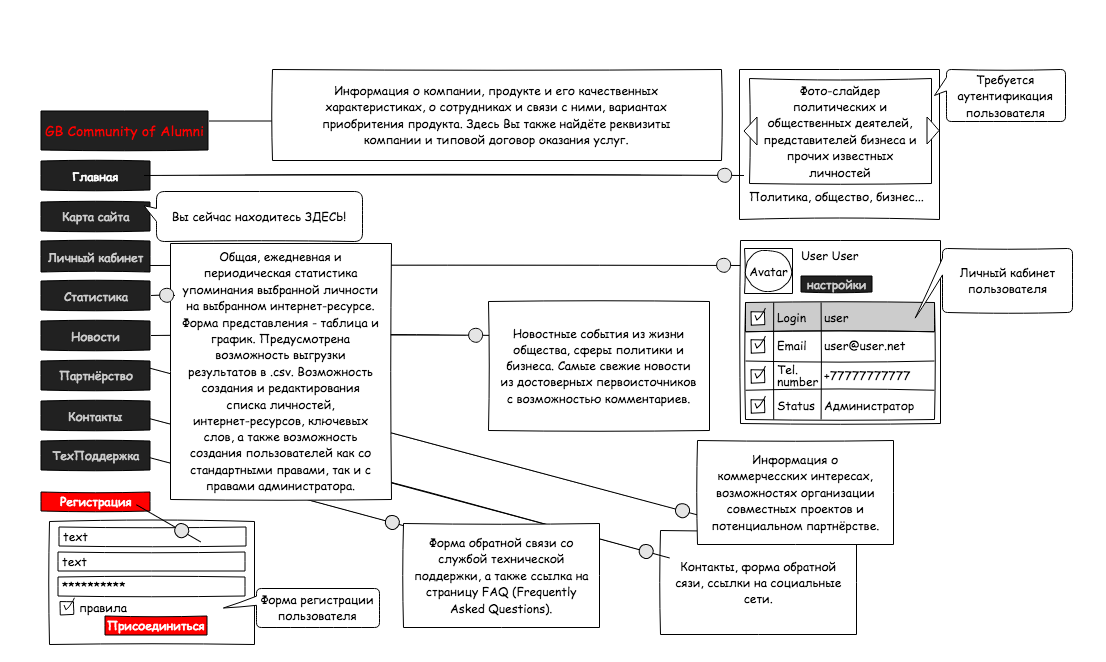 GB Community of Alumni
Информация о компании, продукте и его качественных
характеристиках, о сотрудниках и связи с ними, вариантах
приобритения продукта. Здесь Вы также найдёте реквизиты
компании и типовой договор оказания услуг.
Фото-слайдер
политических и
общественных деятелей,
представителей бизнеса и
прочих известных
личностей
Политика, общество, бизнес...
Требуется
аутентификация
пользователя
Главная
Карта сайта
Вы сейчас находитесь ЗДЕСЬ!
Личный кабинет
Статистика
Новости
Партнёрство
Контакты
ТехПоддержка
Общая, ежедневная и
периодическая статистика
упоминания выбранной личности
на выбранном интернет-ресурсе.
Форма представления - таблица и
график. Предусмотрена
возможность выгрузки
результатов в .csv. Возможность
создания и редактирования
списка личностей,
интернет-ресурсов, ключевых
слов, а также возможность
создания пользователей как со
стандартными правами, так и с
правами администратора.
Avatar
User User
настройки
Login user
Email user@user.net
Tel.
number +77777777777
Status Администратор
Личный кабинет
пользователя
Новостные события из жизни
общества, сферы политики и
бизнеса. Самые свежие новости
из достоверных первоисточников
с возможностью комментариев.
Информация о
коммерческих интересах,
возможностях организации
совместных проектов и
потенциальном партнёрстве.
Контакты, форма обратной
сязи, ссылки на социальные
сети.
Форма обратной связи со
службой технической
поддержки, а также ссылка на
страницу FAQ (Frequently
Asked Questions).
Регистрация
text
text
**********
правила
Присоединиться
Форма регистрации
пользователя